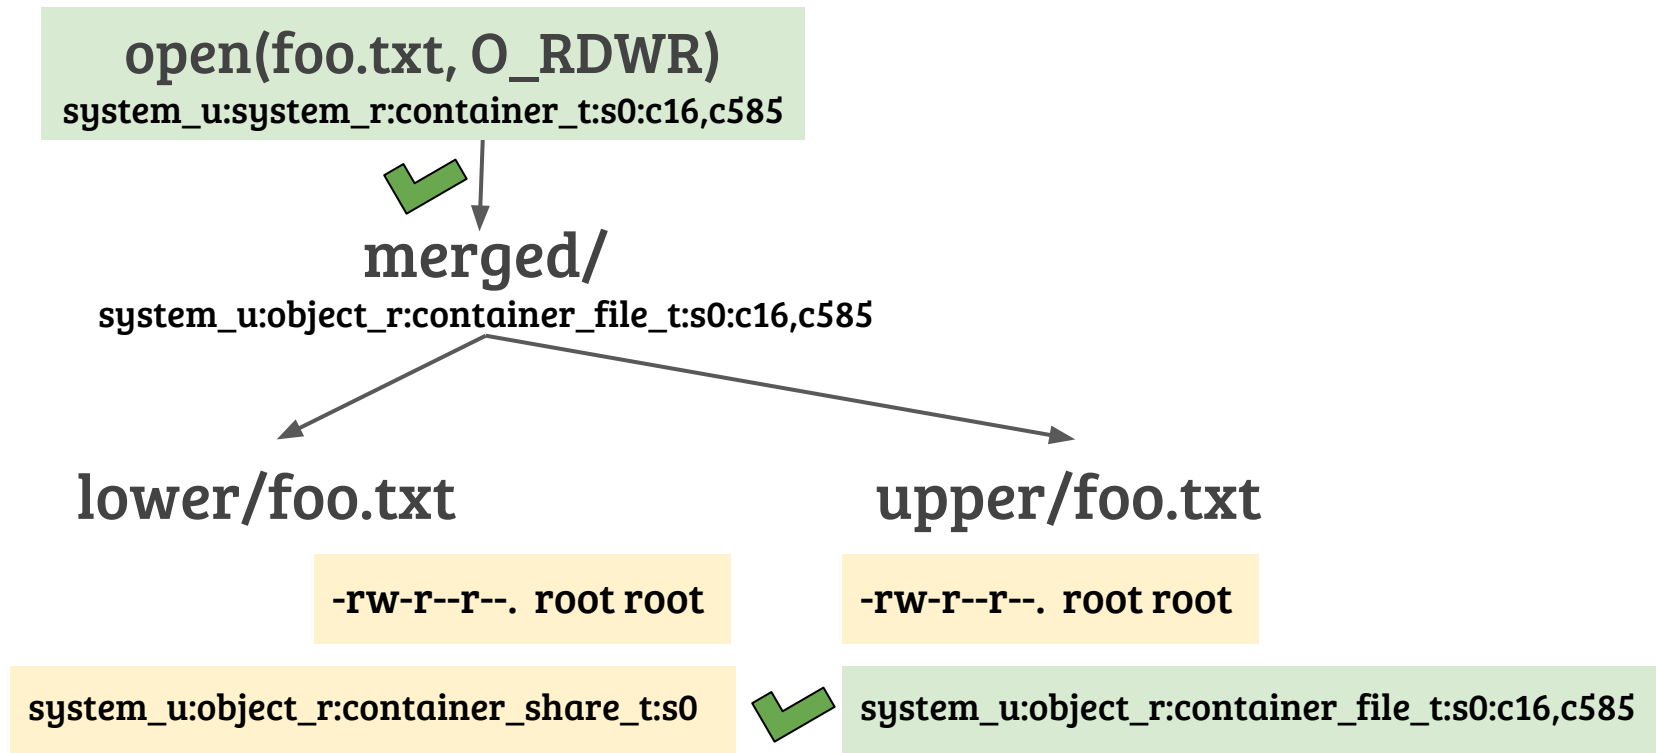 open(foo.txt, O_RDWR)
system_u:system_r:container_t:s0:c16,c585
merged/
system_u:object_r:container_file_t:s0:c16,c585
lower/foo.txt
upper/foo.txt
-rw-r--r--. root root
-rw-r--r--. root root
system_u:object_r:container_share_t:s0
system_u:object_r:container_file_t:s0:c16,c585